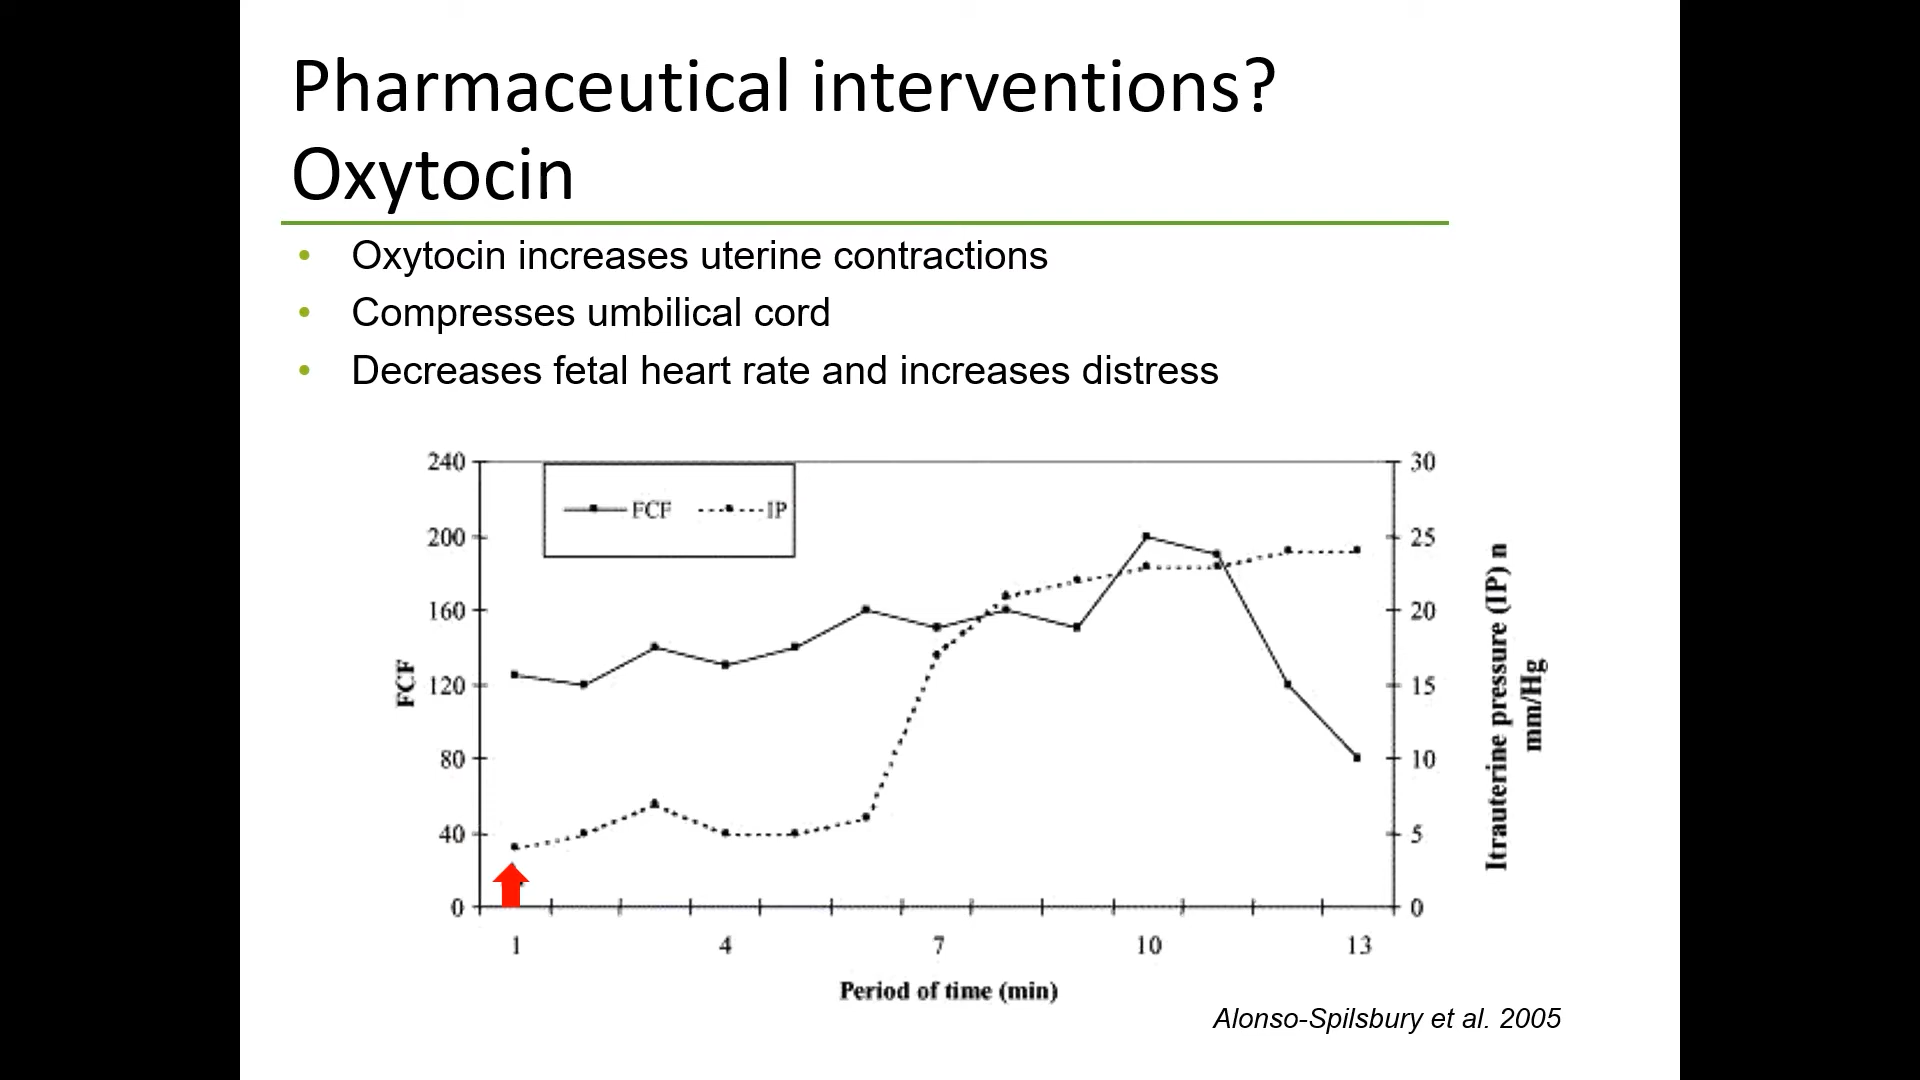 Pharmaceutical interventions?
Oxytocin
• Oxytocin increases uterine contractions
• Compresses umbilical cord
• Decreases fetal heart rate and increases distress
240
200
160
120
80
40
0
FCF
FCF
IP
30
25
20
15
10
5
0
Itrauterine pressure (IP) n
mm/Hg
1 4 7 10 13
Period of time (min)
Alonso-Spilsbury et al. 2005